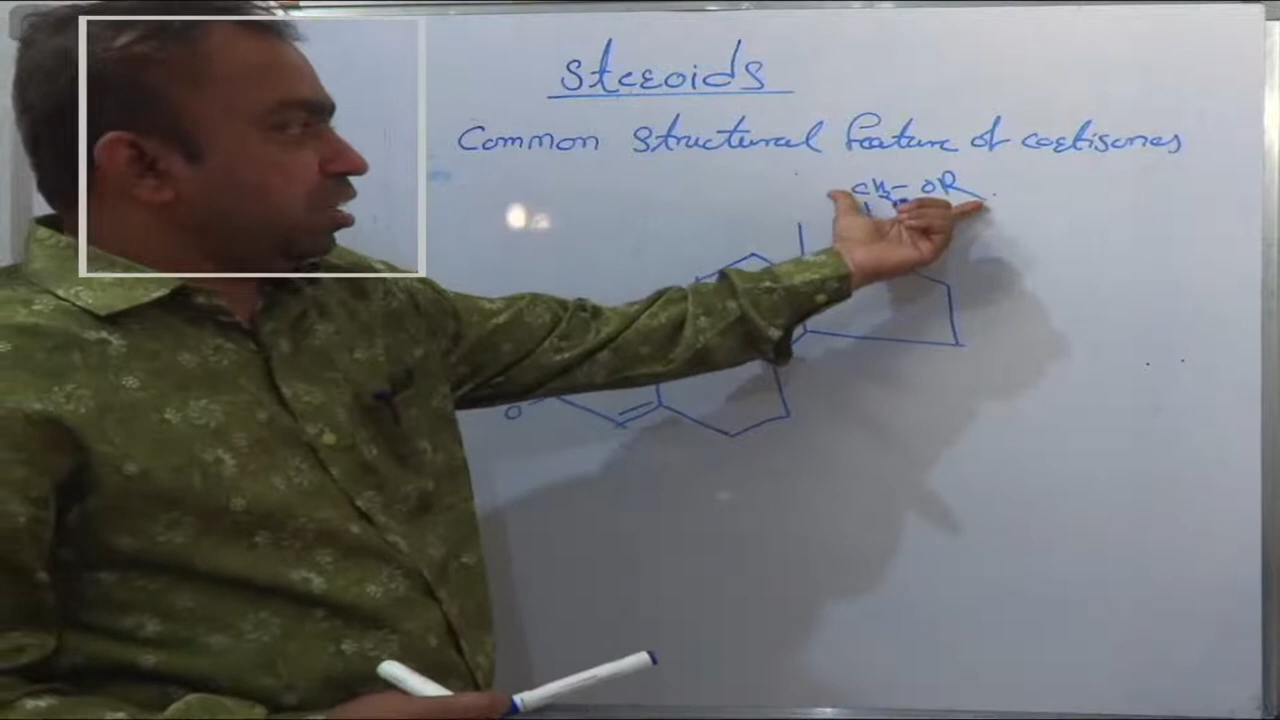 Steroids
Common structural feature of cortisones
CH₂- OR
O